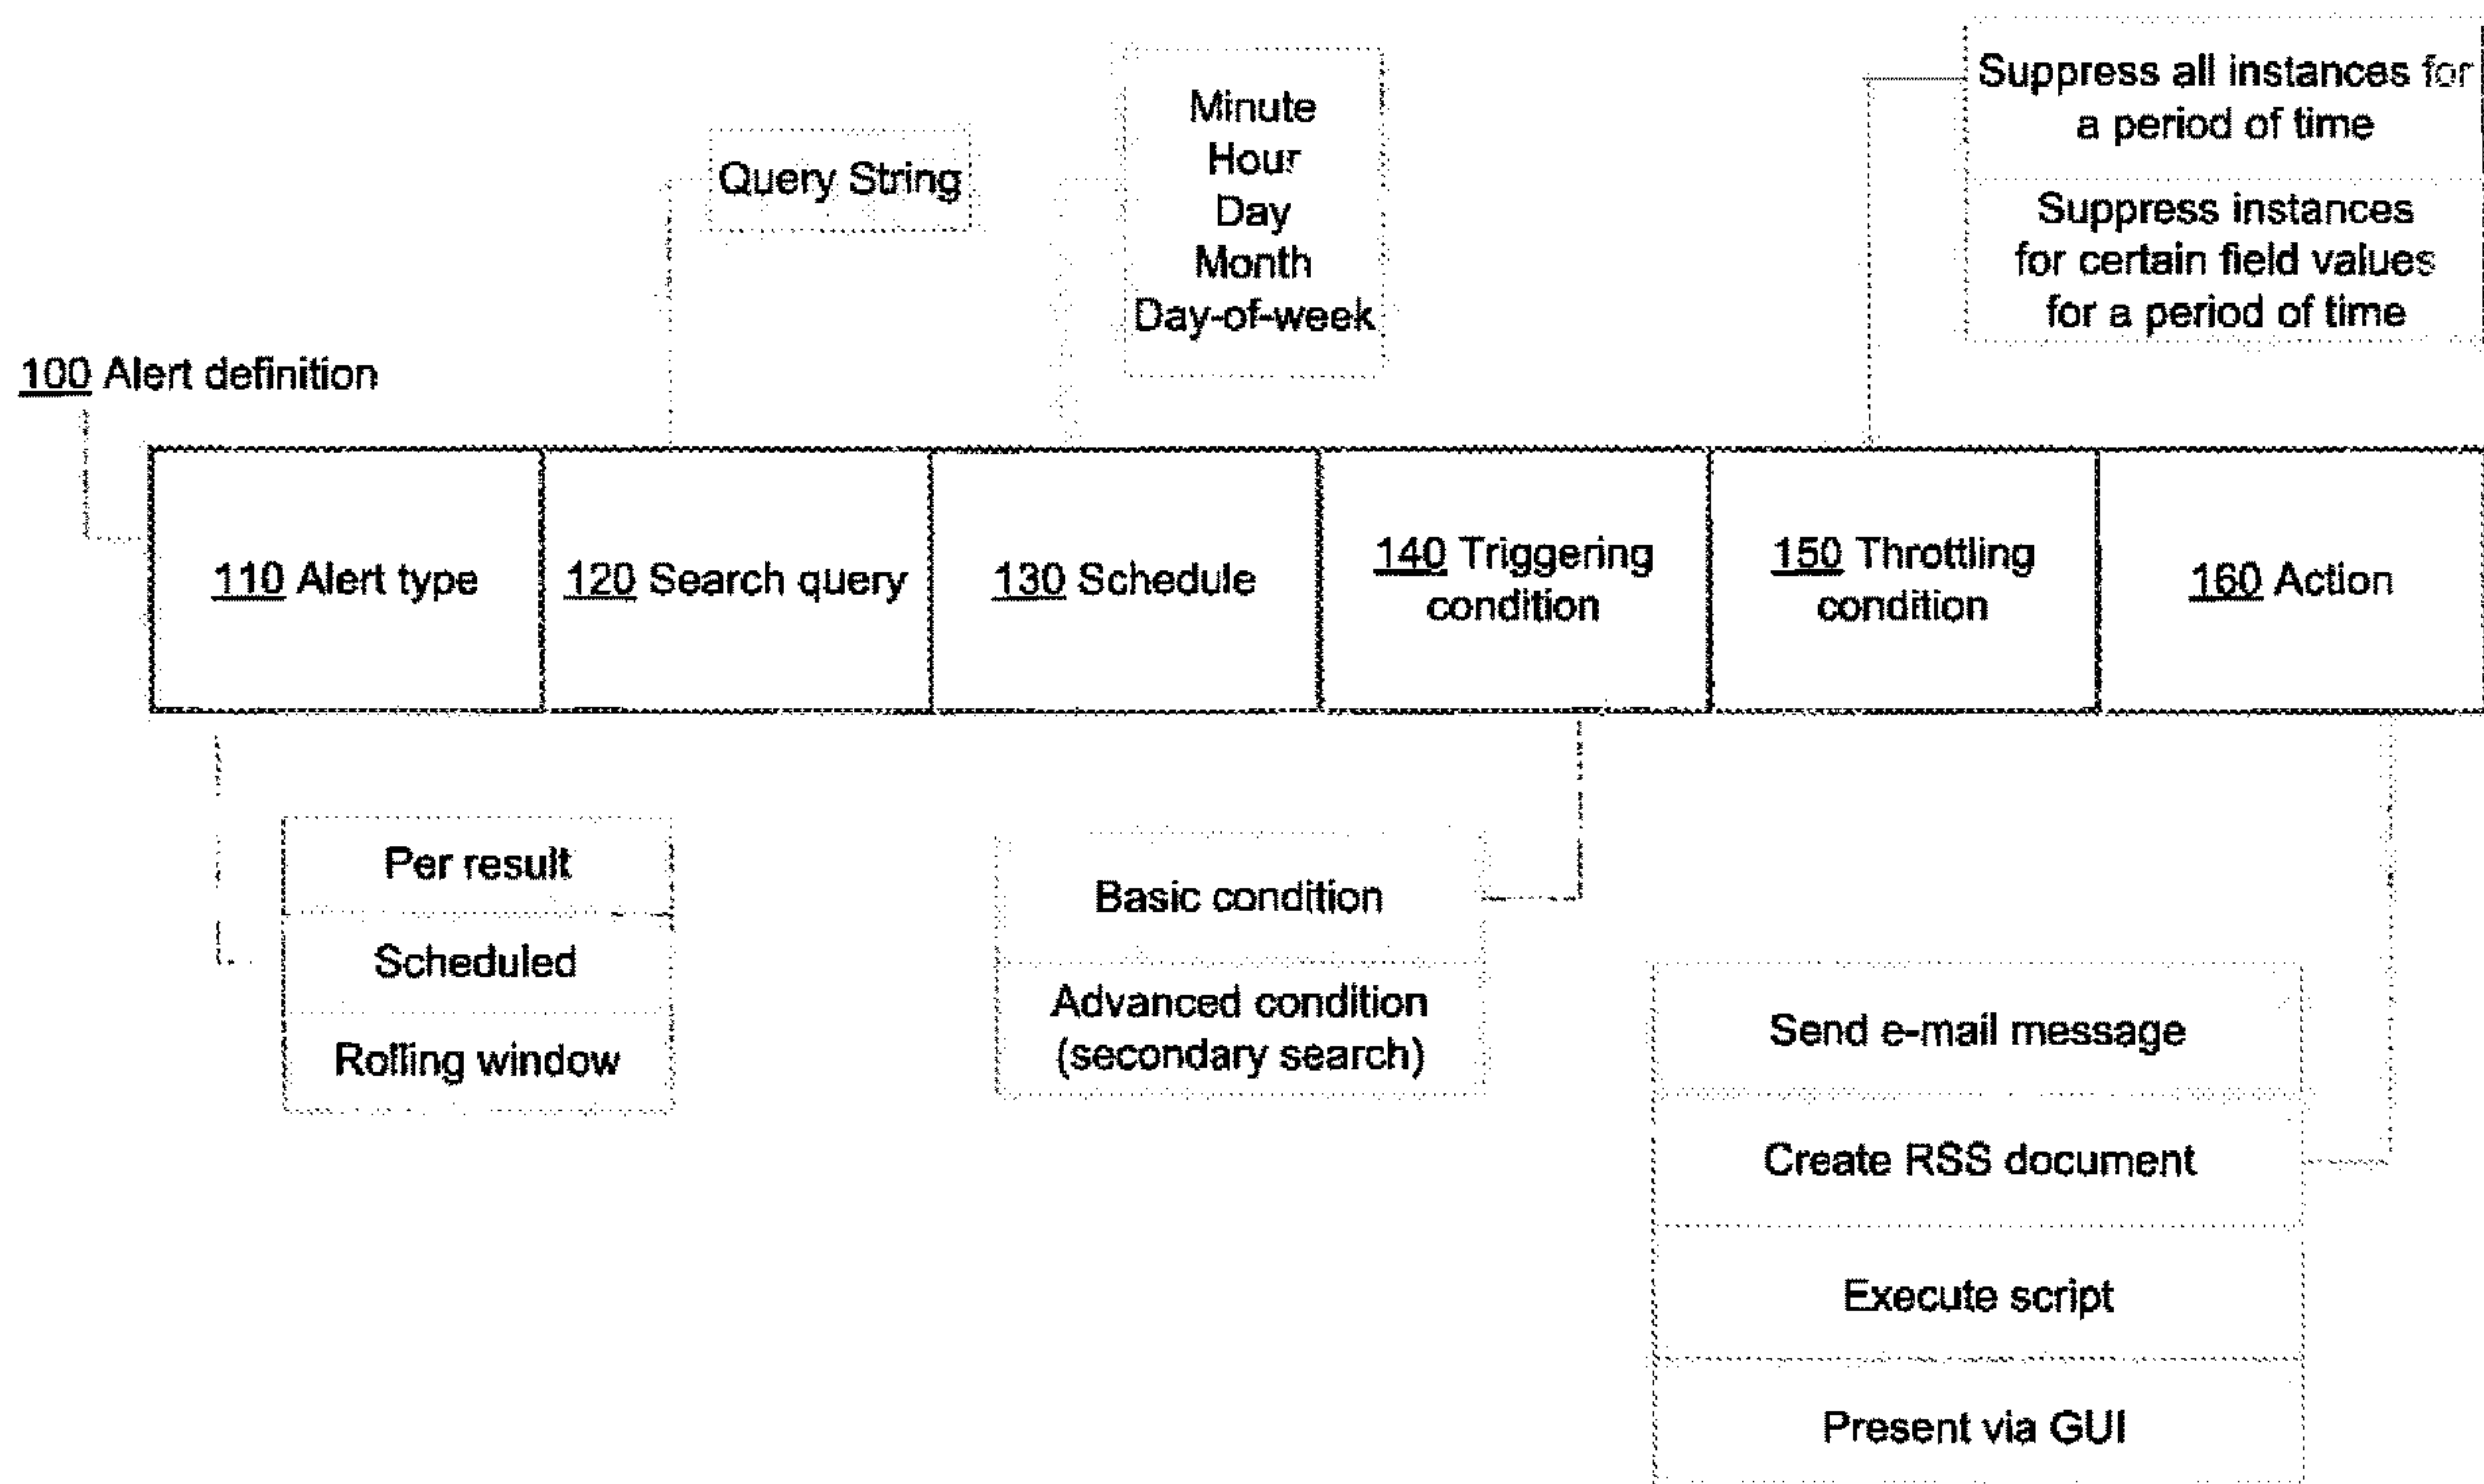 Suppress all instances for
a period of time
Suppress instances
for certain field values
for a period of time
Minute
Hour
Day
Month
Day-of-week
Query String
100 Alert definition
110 Alert type
120 Search query
130 Schedule
140 Triggering
condition
150 Throttling
condition
160 Action
Per result
Scheduled
Rolling window
Basic condition
Advanced condition
(secondary search)
Send e-mail message
Create RSS document
Execute script
Present via GUI